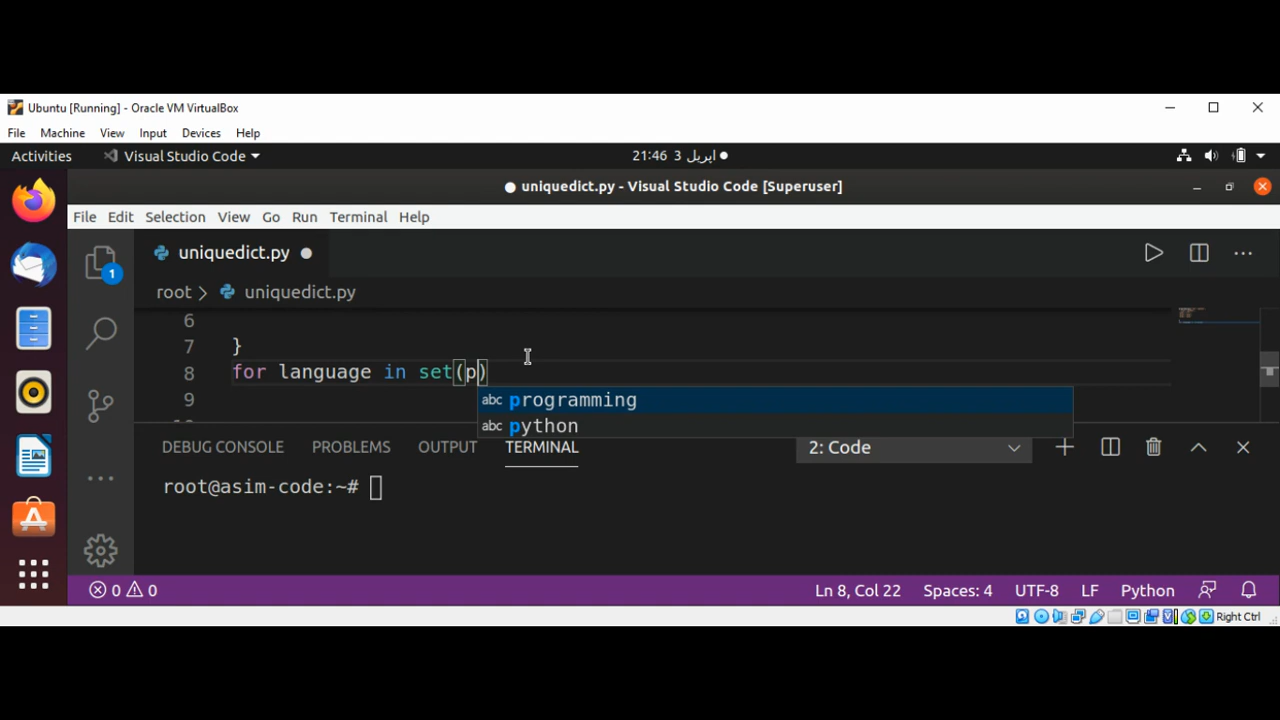 Ubuntu [Running] - Oracle VM VirtualBox
File Machine View Input Devices Help
Activities Visual Studio Code 21:46 3 اپریل
uniquedict.py - Visual Studio Code [Superuser]
File Edit Selection View Go Run Terminal Help
1
uniquedict.py
root > uniquedict.py
6
7 }
8 for language in set(p)
9
abc programming
abc python
DEBUG CONSOLE PROBLEMS OUTPUT TERMINAL 2: Code
root@asim-code:~#
0 0 Ln 8, Col 22 Spaces: 4 UTF-8 LF Python
Right Ctrl